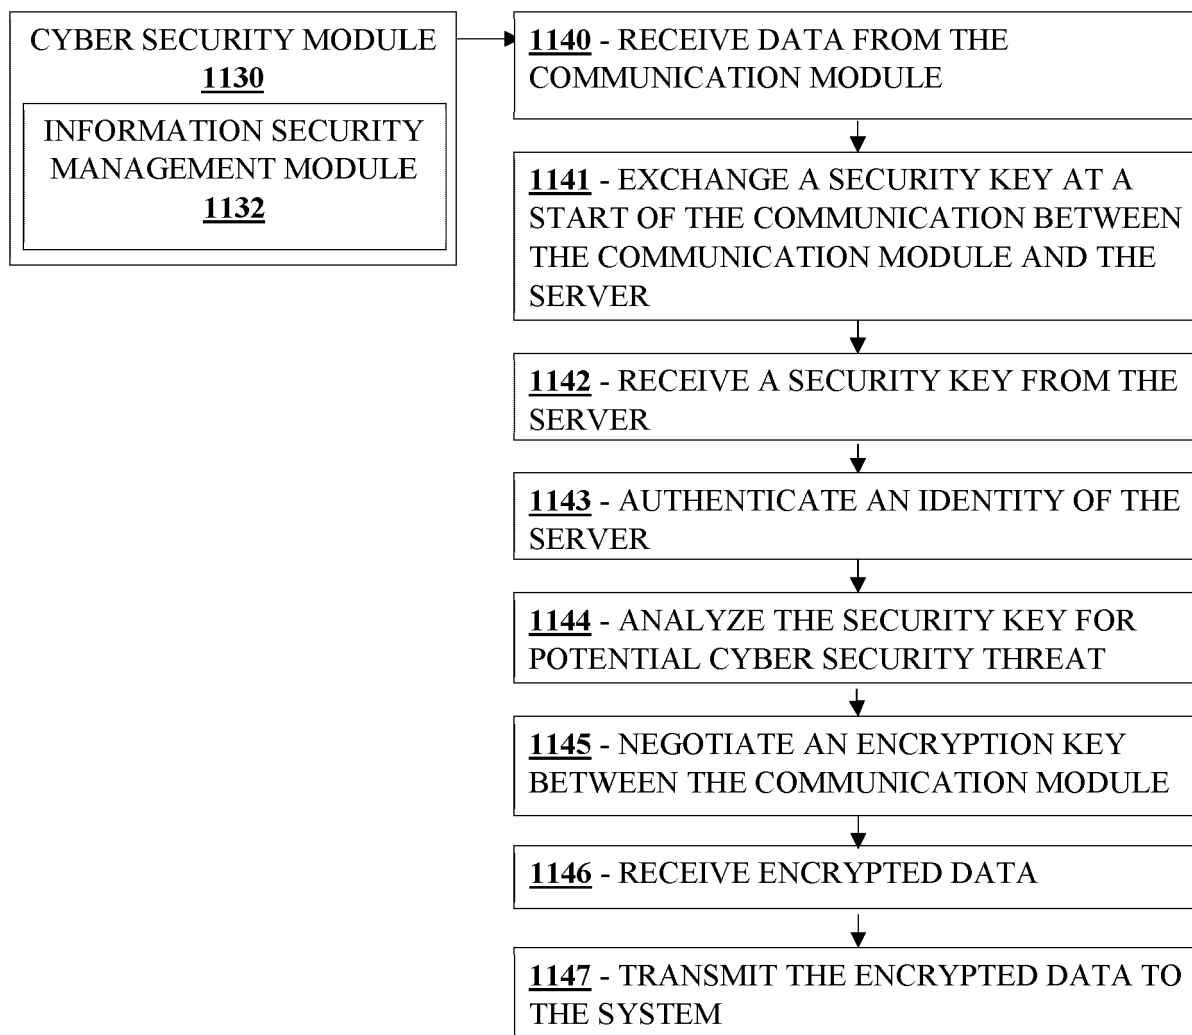 CYBER SECURITY MODULE
1130
INFORMATION SECURITY
MANAGEMENT MODULE
1132
1140 - RECEIVE DATA FROM THE
COMMUNICATION MODULE
1141 - EXCHANGE A SECURITY KEY AT A
START OF THE COMMUNICATION BETWEEN
THE COMMUNICATION MODULE AND THE
SERVER
1142 - RECEIVE A SECURITY KEY FROM THE
SERVER
1143 - AUTHENTICATE AN IDENTITY OF THE
SERVER
1144 - ANALYZE THE SECURITY KEY FOR
POTENTIAL CYBER SECURITY THREAT
1145 - NEGOTIATE AN ENCRYPTION KEY
BETWEEN THE COMMUNICATION MODULE
1146 - RECEIVE ENCRYPTED DATA
1147 - TRANSMIT THE ENCRYPTED DATA TO
THE SYSTEM